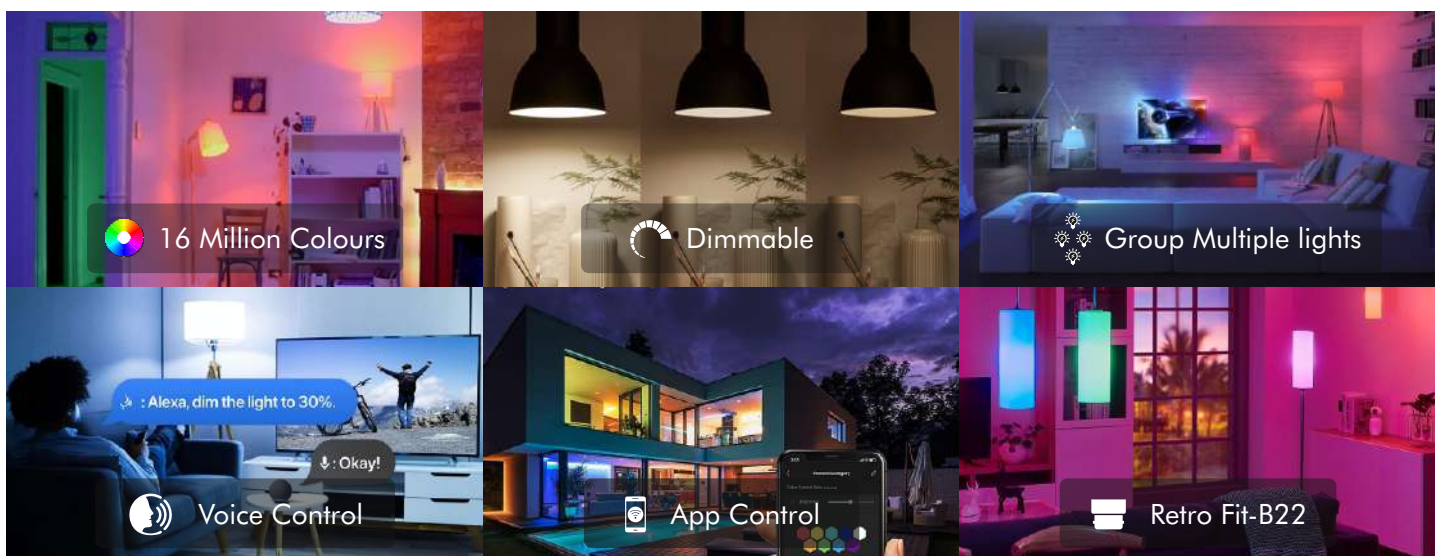 16 Million Colours
Dimmable
Group Multiple lights
: Alexa, dim the light to 30%.
: Okay!
Voice Control
App Control
Retro Fit-B22